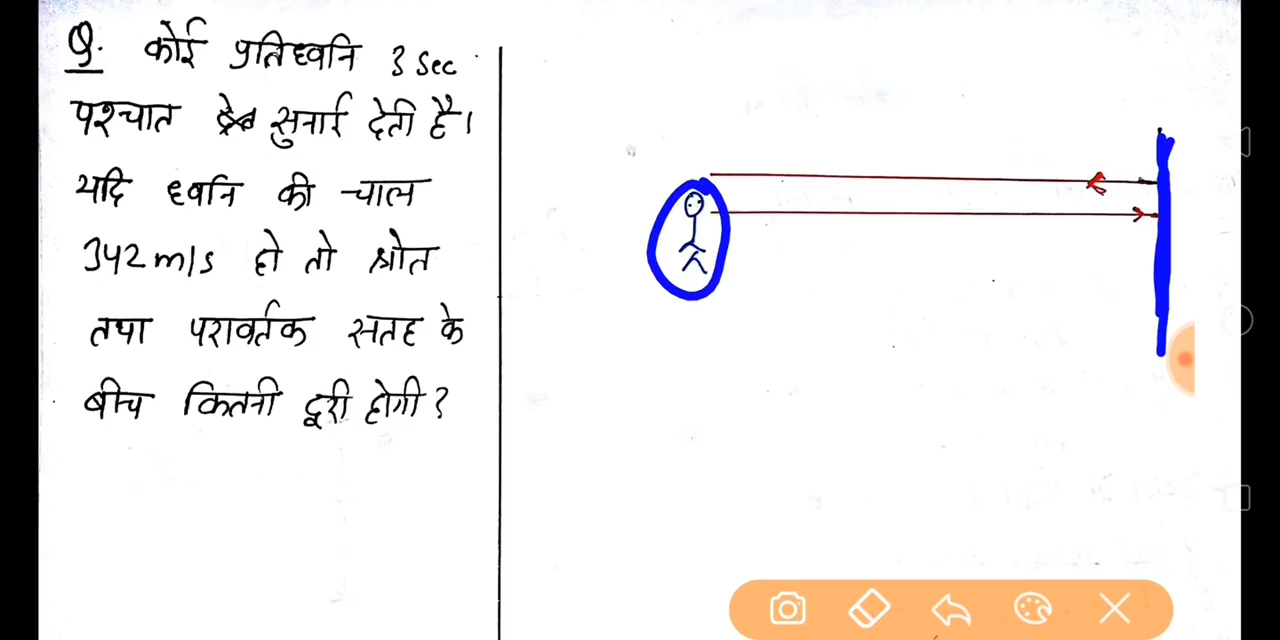 Q. कोई प्रतिध्वनि 3 Sec
पश्चात सुनाई देती है।
यदि ध्वनि की चाल
342 m/s हो तो श्रोत
तथा परावर्तक सतह के
बीच कितनी दूरी होगी?